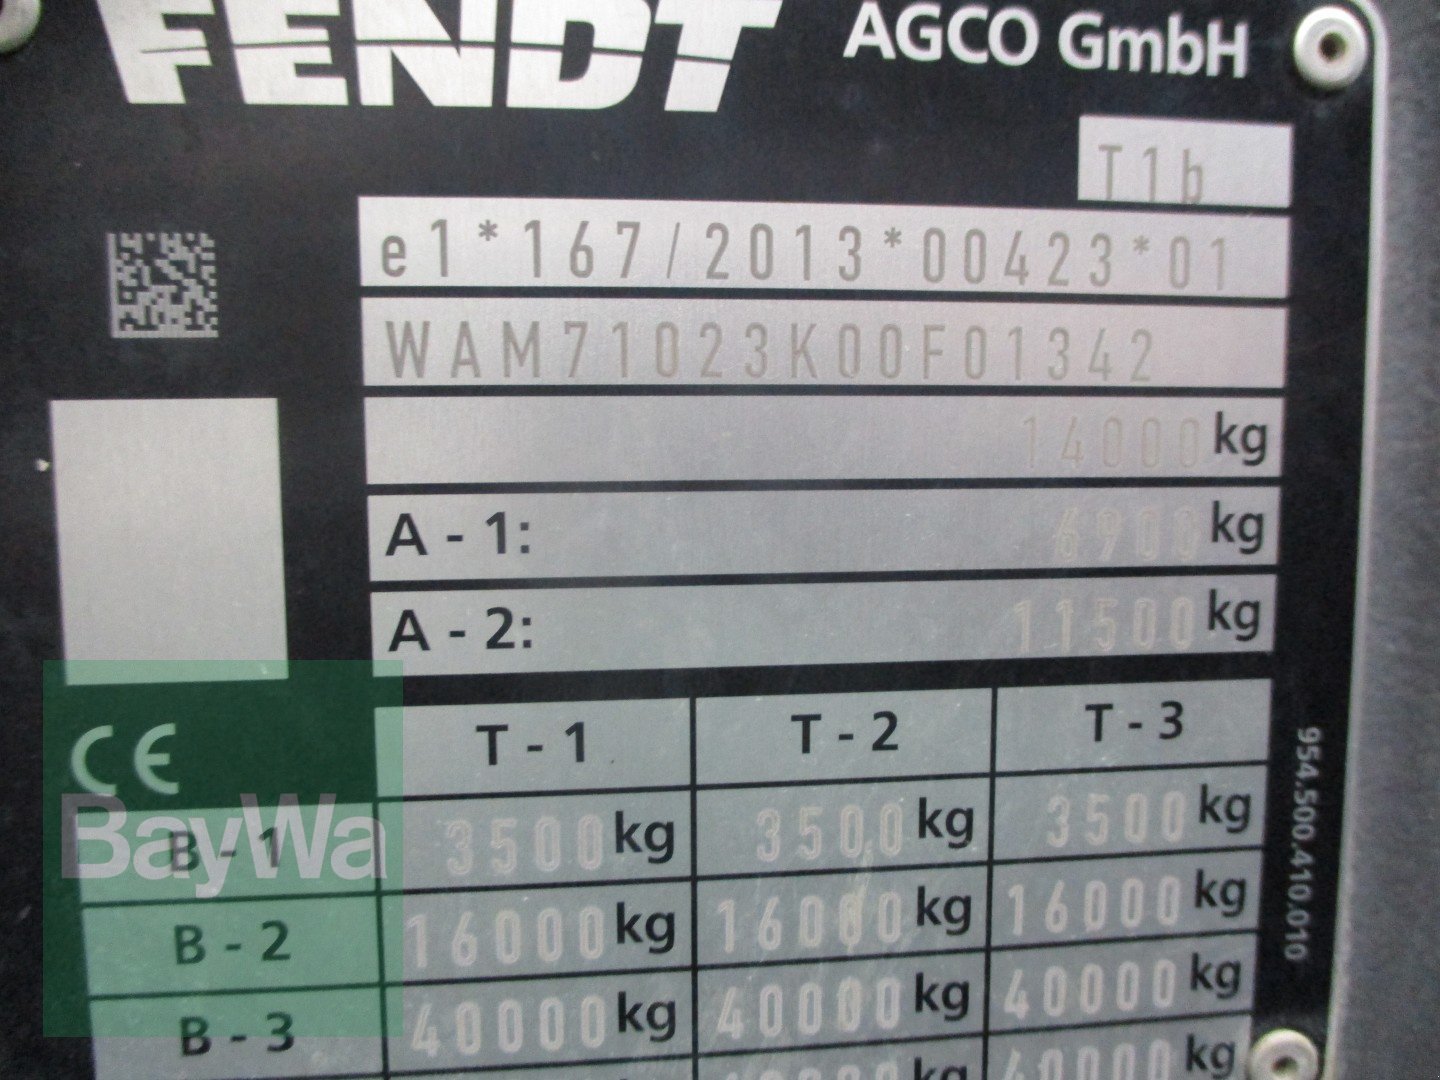 FENDT AGCO GmbH
T1b
e1*167/2013*00423*01
WAM71023K00F01342
14000 kg
A - 1: 6900 kg
A - 2: 11500 kg
CE
T - 1 T - 2 T - 3
B - 1 3500 kg 3500 kg 3500 kg
B - 2 16000 kg 16000 kg 16000 kg
B - 3 40000 kg 40000 kg 40000 kg
40000 kg
954.500.410.010
BayWa